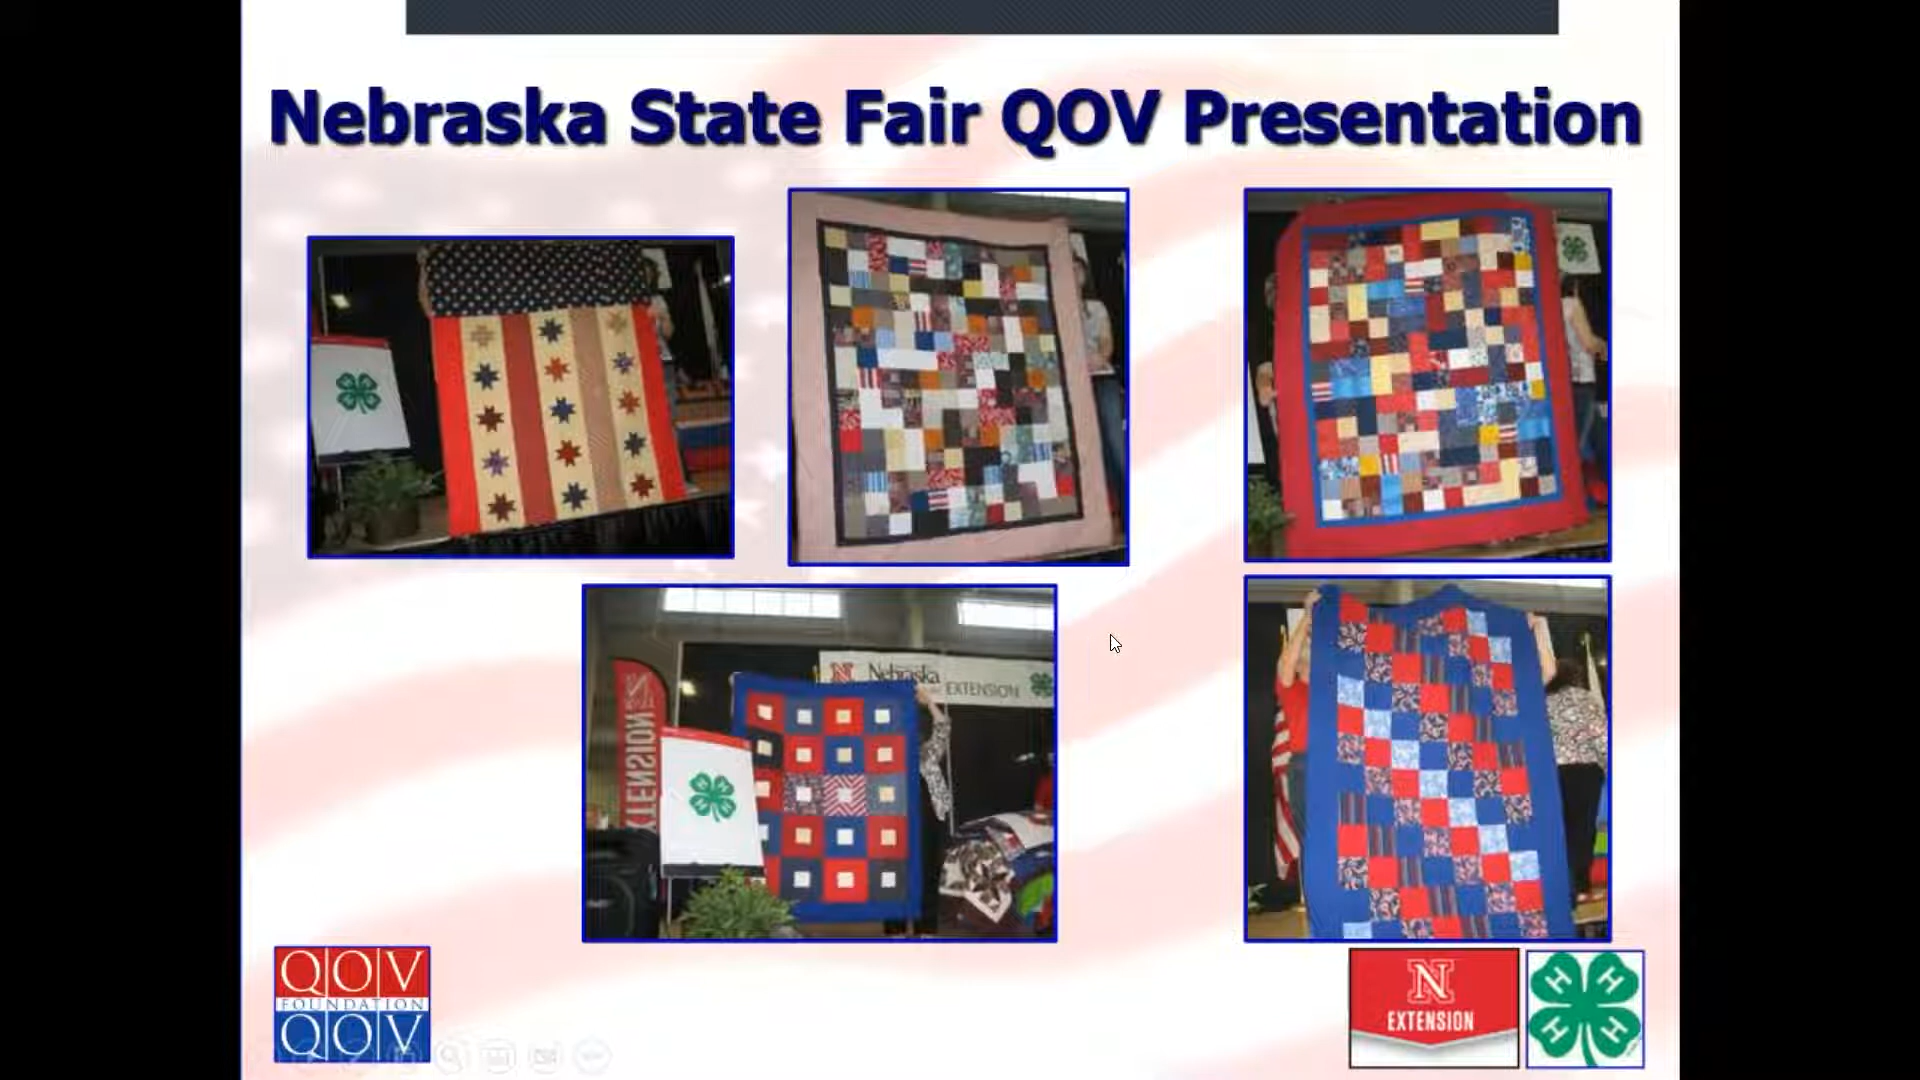 Nebraska State Fair QOV Presentation
EXTENSION
Nebraska
EXTENSION
QOV
FOUNDATION
QOV
N
EXTENSION
H H
H H